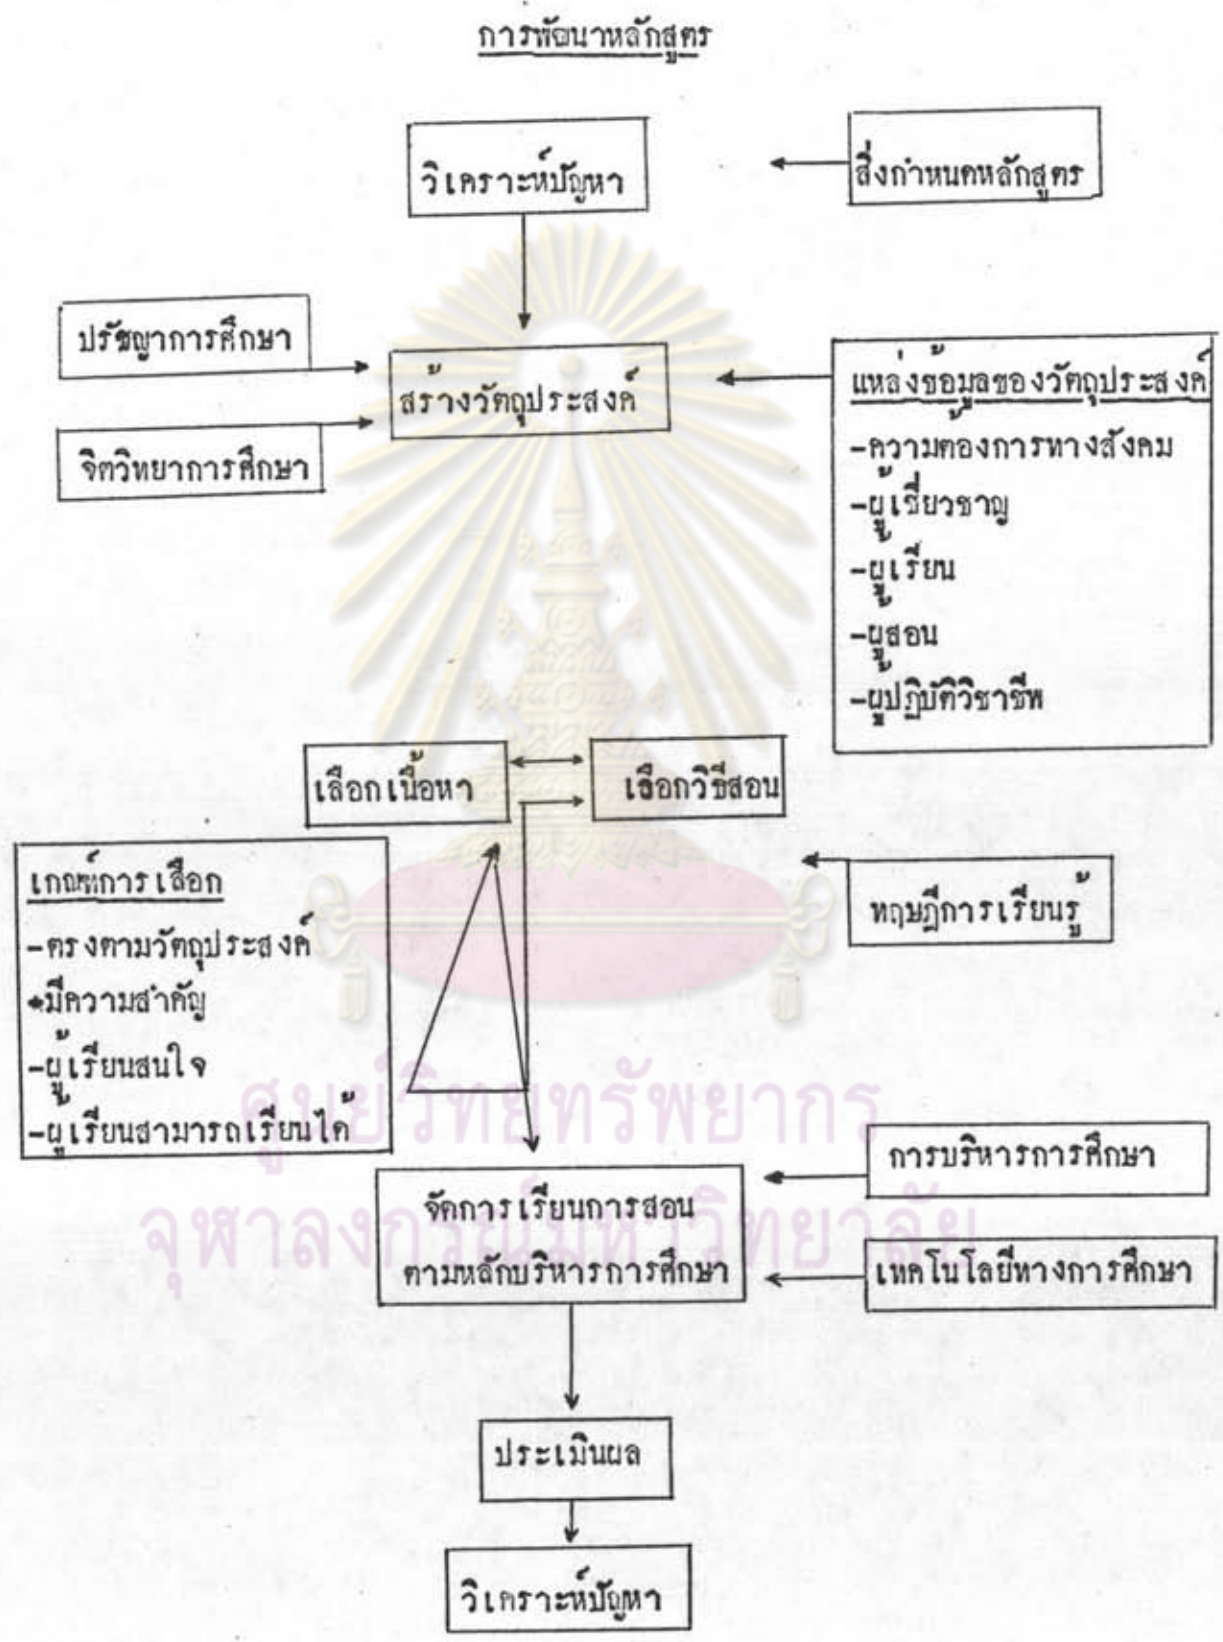 การพัฒนาหลักสูตร
วิเคราะห์ปัญหา
สิ่งกำหนดหลักสูตร
ปรัชญาการศึกษา
จิตวิทยาการศึกษา
สร้างวัตถุประสงค์
แหล่งข้อมูลของวัตถุประสงค์
-ความต้องการทางสังคม
-ผู้เชี่ยวชาญ
-ผู้เรียน
-ผู้สอน
-ผู้ปฏิบัติวิชาชีพ
เลือกเนื้อหา
เลือกวิธีสอน
เกณฑ์การเลือก
-ตรงตามวัตถุประสงค์
-มีความสำคัญ
-ผู้เรียนสนใจ
-ผู้เรียนสามารถเรียนได้
ทฤษฎีการเรียนรู้
ศูนย์วิทยทรัพยากร
จุฬาลงกรณ์มหาวิทยาลัย
จัดการเรียนการสอน
ตามหลักบริหารการศึกษา
การบริหารการศึกษา
เทคโนโลยีทางการศึกษา
ประเมินผล
วิเคราะห์ปัญหา